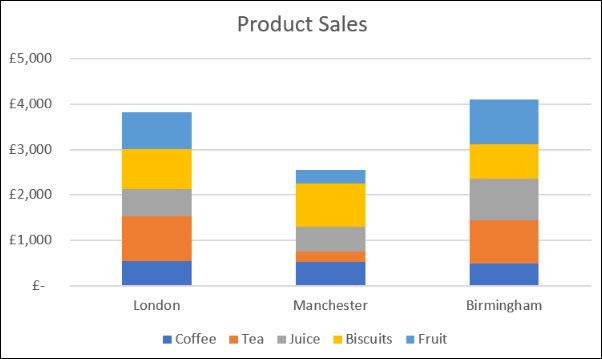 Product Sales
£5,000
£4,000
£3,000
£2,000
£1,000
£-
London Manchester Birmingham
Coffee Tea Juice Biscuits Fruit